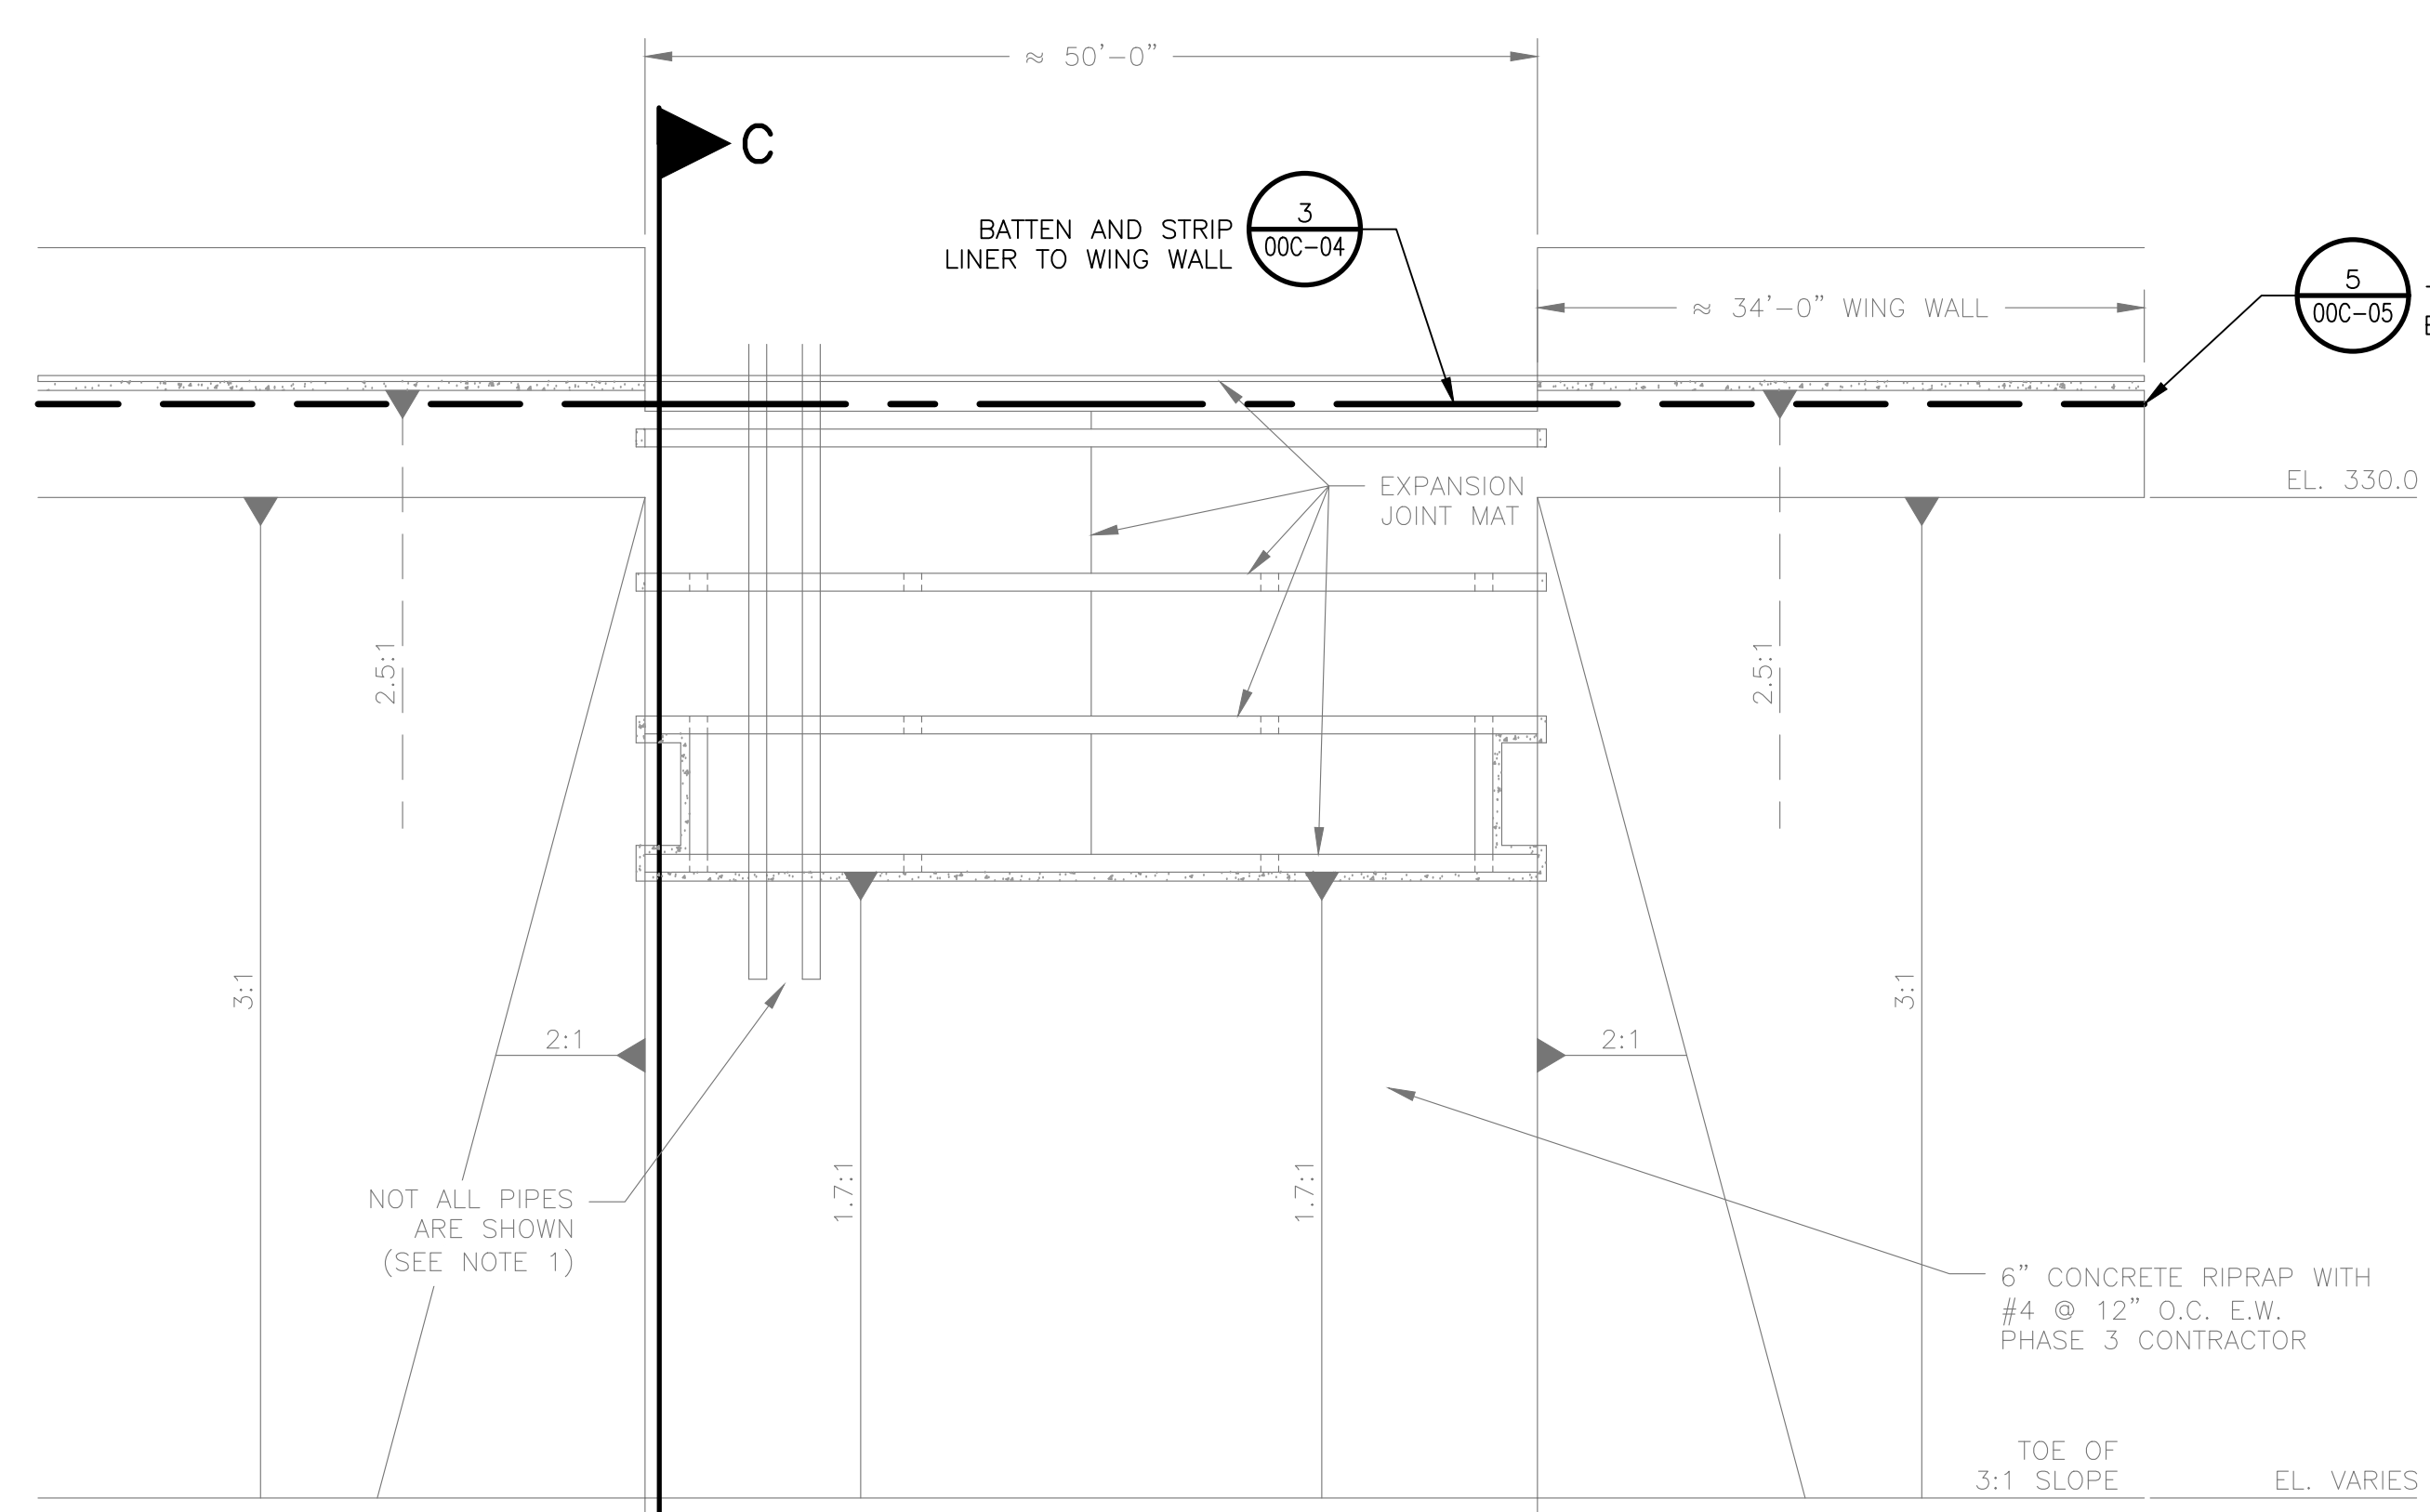 ≈ 50'-0"
C
BATTEN AND STRIP
LINER TO WING WALL
3
00C-04
5
00C-05
≈ 34'-0" WING WALL
EXPANSION
JOINT MAT
EL. 330.0
2.5:1
2.5:1
3:1
3:1
2:1
2:1
1.7:1
1.7:1
NOT ALL PIPES
ARE SHOWN
(SEE NOTE 1)
6" CONCRETE RIPRAP WITH
#4 @ 12" O.C. E.W.
PHASE 3 CONTRACTOR
TOE OF
3:1 SLOPE
EL. VARIES